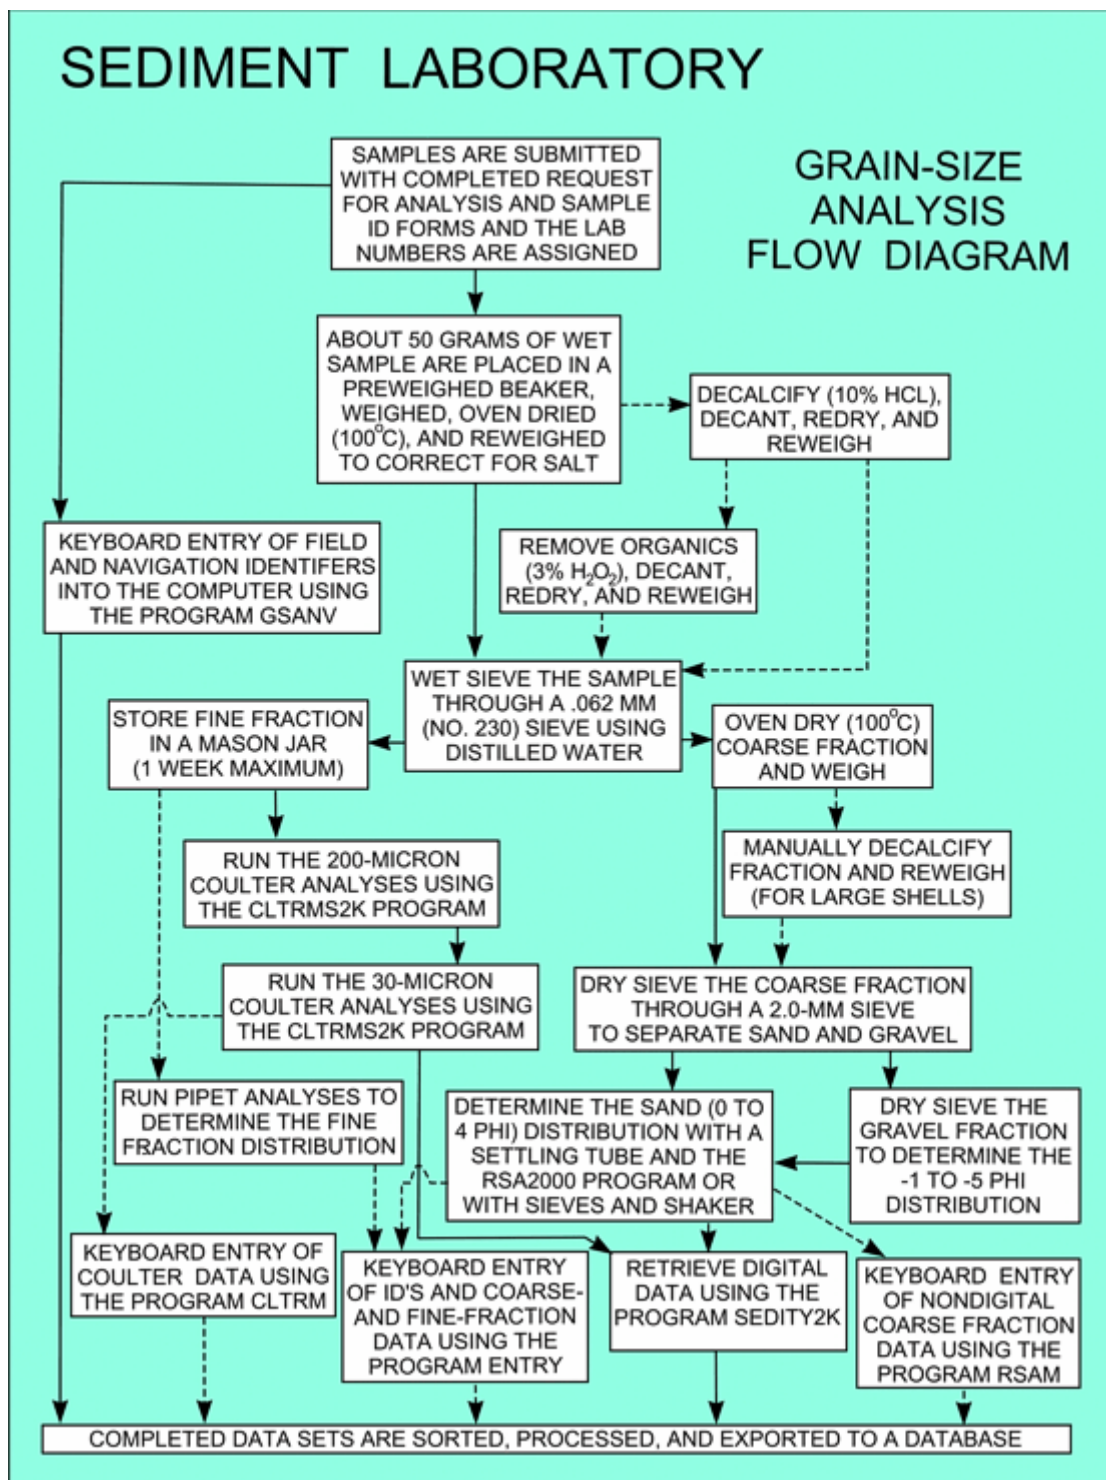 SEDIMENT LABORATORY
GRAIN-SIZE
ANALYSIS
FLOW DIAGRAM
SAMPLES ARE SUBMITTED
WITH COMPLETED REQUEST
FOR ANALYSIS AND SAMPLE
ID FORMS AND THE LAB
NUMBERS ARE ASSIGNED
ABOUT 50 GRAMS OF WET
SAMPLE ARE PLACED IN A
PREWEIGHED BEAKER,
WEIGHED, OVEN DRIED
(100°C), AND REWEIGHED
TO CORRECT FOR SALT
DECALCIFY (10% HCL),
DECANT, REDRY, AND
REWEIGH
KEYBOARD ENTRY OF FIELD
AND NAVIGATION IDENTIFERS
INTO THE COMPUTER USING
THE PROGRAM GSANV
REMOVE ORGANICS
(3% H₂O₂), DECANT,
REDRY, AND REWEIGH
WET SIEVE THE SAMPLE
THROUGH A .062 MM
(NO. 230) SIEVE USING
DISTILLED WATER
STORE FINE FRACTION
IN A MASON JAR
(1 WEEK MAXIMUM)
OVEN DRY (100°C)
COARSE FRACTION
AND WEIGH
RUN THE 200-MICRON
COULTER ANALYSES USING
THE CLTRMS2K PROGRAM
MANUALLY DECALCIFY
FRACTION AND REWEIGH
(FOR LARGE SHELLS)
RUN THE 30-MICRON
COULTER ANALYSES USING
THE CLTRMS2K PROGRAM
DRY SIEVE THE COARSE FRACTION
THROUGH A 2.0-MM SIEVE
TO SEPARATE SAND AND GRAVEL
RUN PIPET ANALYSES TO
DETERMINE THE FINE
FRACTION DISTRIBUTION
DETERMINE THE SAND (0 TO
4 PHI) DISTRIBUTION WITH A
SETTLING TUBE AND THE
RSA2000 PROGRAM OR
WITH SIEVES AND SHAKER
DRY SIEVE THE
GRAVEL FRACTION
TO DETERMINE THE
-1 TO -5 PHI
DISTRIBUTION
KEYBOARD ENTRY OF
COULTER DATA USING
THE PROGRAM CLTRM
KEYBOARD ENTRY
OF ID'S AND COARSE-
AND FINE-FRACTION
DATA USING THE
PROGRAM ENTRY
RETRIEVE DIGITAL
DATA USING THE
PROGRAM SEDITY2K
KEYBOARD ENTRY
OF NONDIGITAL
COARSE FRACTION
DATA USING THE
PROGRAM RSAM
COMPLETED DATA SETS ARE SORTED, PROCESSED, AND EXPORTED TO A DATABASE